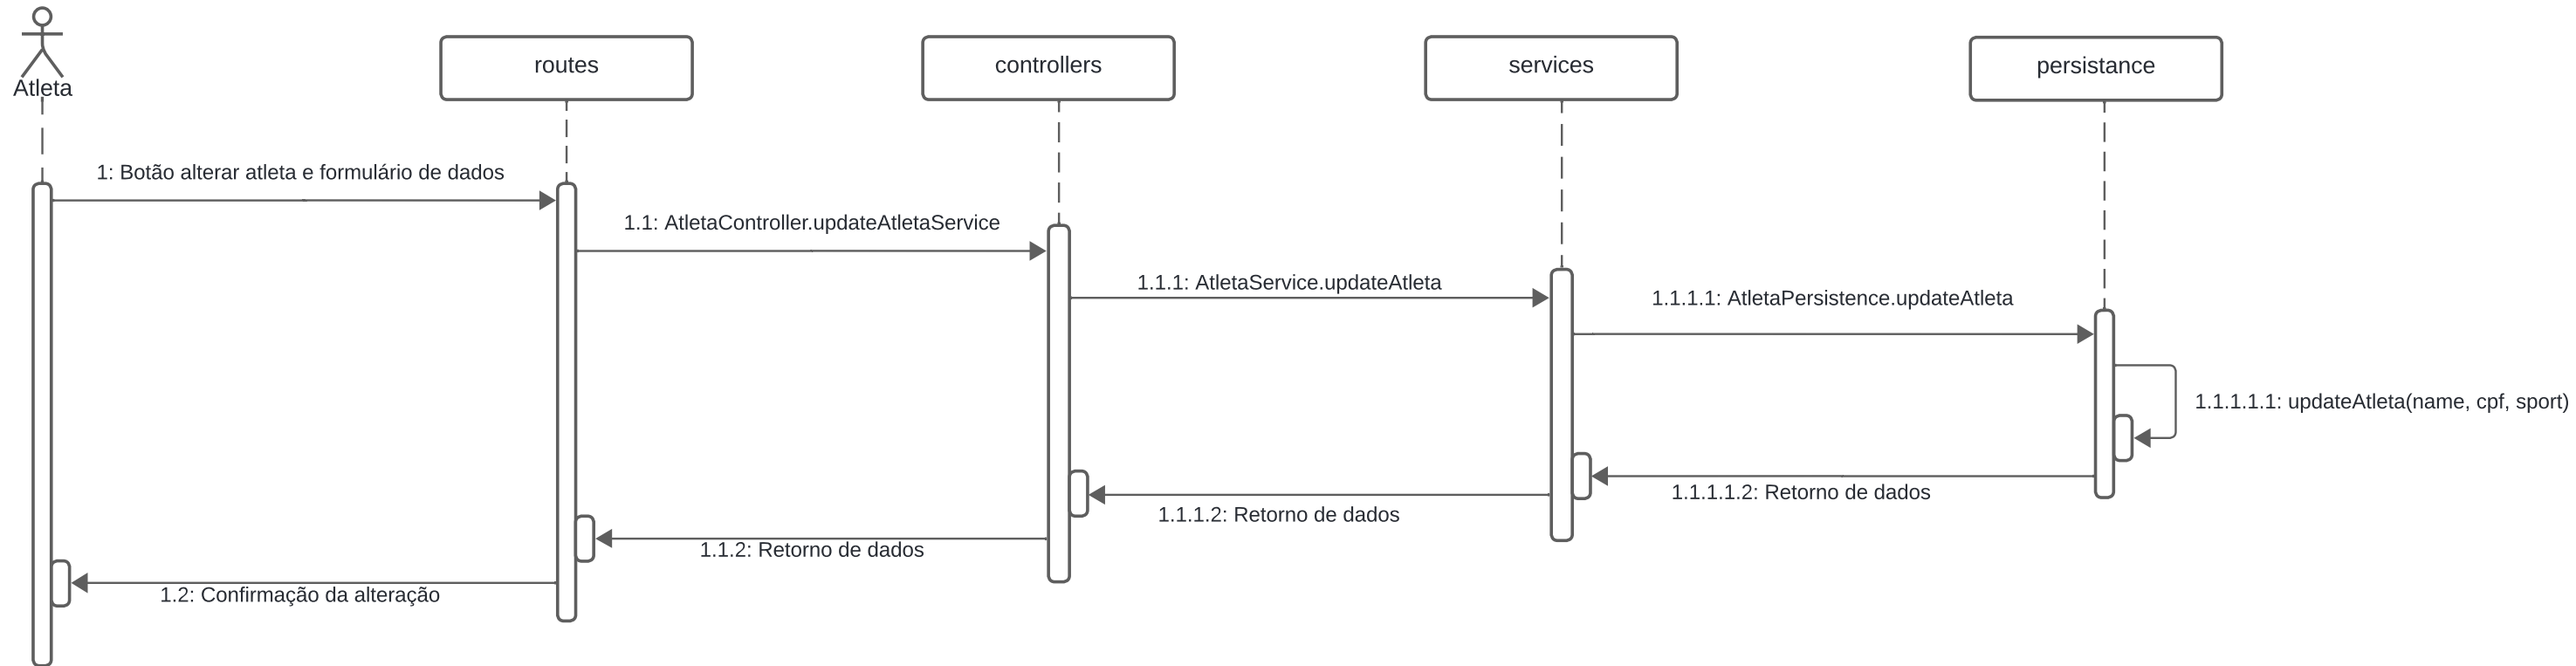 Atleta
routes
controllers
services
persistance
1: Botão alterar atleta e formulário de dados
1.1: AtletaController.updateAtletaService
1.1.1: AtletaService.updateAtleta
1.1.1.1: AtletaPersistence.updateAtleta
1.1.1.1.1: updateAtleta(name, cpf, sport)
1.1.1.1.2: Retorno de dados
1.1.1.2: Retorno de dados
1.1.2: Retorno de dados
1.2: Confirmação da alteração